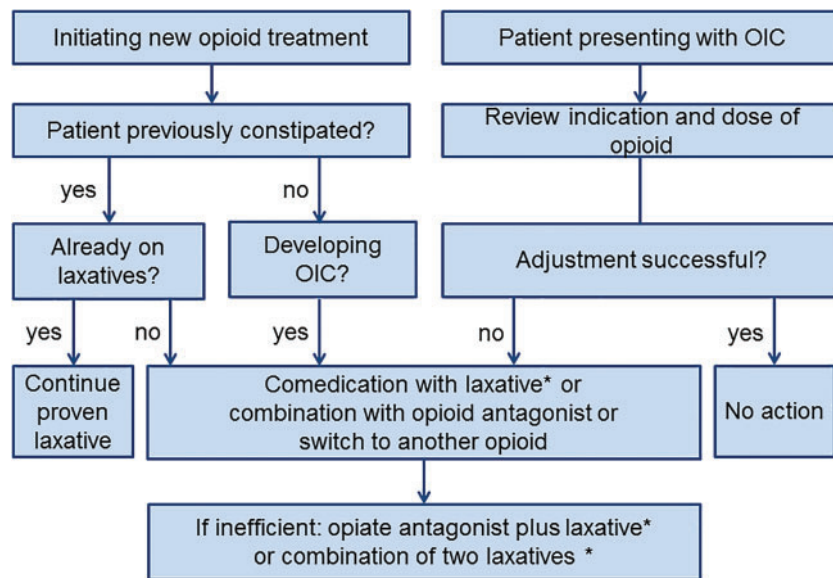 Initiating new opioid treatment
Patient presenting with OIC
Patient previously constipated?
Review indication and dose of
opioid
yes
no
Already on
laxatives?
Developing
OIC?
Adjustment successful?
yes
no
yes
no
yes
Continue
proven
laxative
Comedication with laxative* or
combination with opioid antagonist or
switch to another opioid
No action
If inefficient: opiate antagonist plus laxative*
or combination of two laxatives *